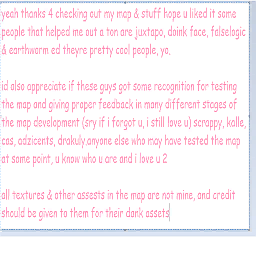 yeah thanks 4 checking out my map & stuff hope u liked it some
people that helped me out a ton are juxtapo, doink face, falselogic
& earthworm ed theyre pretty cool people, yo.
id also appreciate if these guys got some recognition for testing
the map and giving proper feedback in many different stages of
the map development (sry if i forgot u, i still love u) scrappy, kalle,
cas, adzicents, drakuly,anyone else who may have tested the map
at some point, u know who u are and i love u 2
all textures & other assests in the map are not mine, and credit
should be given to them for their dank assets